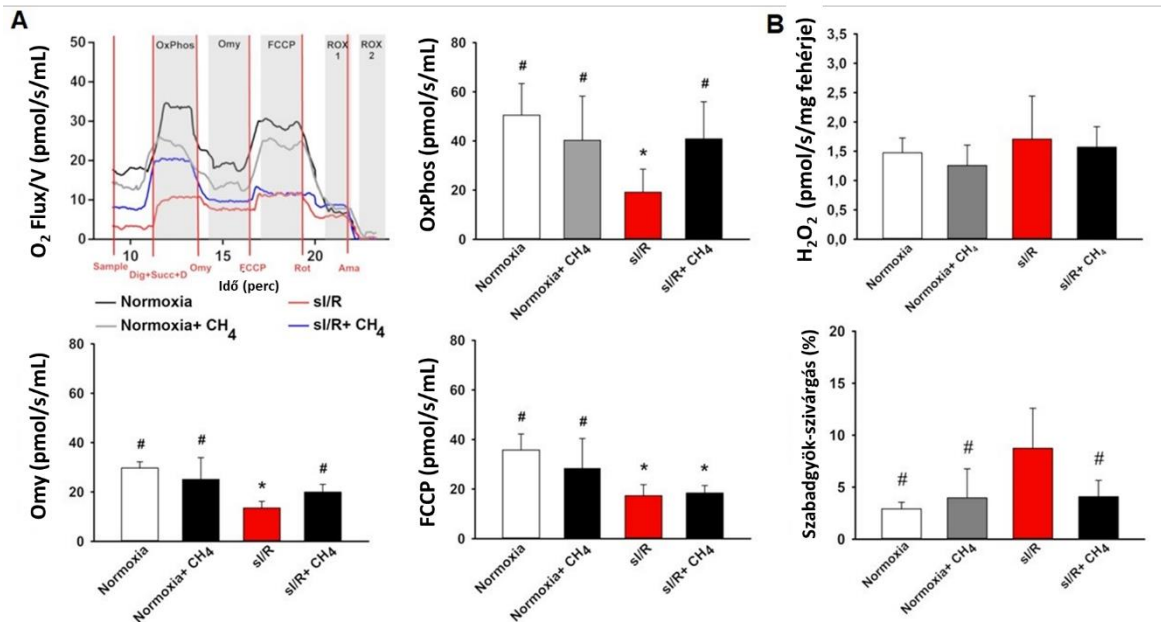 A
OxPhos
Omy
FCCP
ROX 1
ROX 2
O₂ Flux/V (pmol/s/mL)
50
40
30
20
10
0
10
15
20
Sample
Dig+Succ+D
Omy
FCCP
Rot
Ama
Idő (perc)
Normoxia
sI/R
Normoxia+ CH₄
sI/R+ CH₄
OxPhos (pmol/s/mL)
80
60
40
20
0
#
#
*
#
Normoxia
Normoxia+ CH₄
sI/R
sI/R+ CH₄
B
H₂O₂ (pmol/s/mg fehérje)
3,5
3,0
2,5
2,0
1,5
1,0
0,5
0,0
Normoxia
Normoxia+ CH₄
sI/R
sI/R+ CH₄
Omy (pmol/s/mL)
80
60
40
20
0
#
#
*
#
Normoxia
Normoxia+ CH₄
sI/R
sI/R+ CH₄
FCCP (pmol/s/mL)
80
60
40
20
0
#
#
*
*
Normoxia
Normoxia+ CH₄
sI/R
sI/R+ CH₄
Szabadgyök-szivárgás (%)
20
15
10
5
0
#
#
#
Normoxia
Normoxia+ CH₄
sI/R
sI/R+ CH₄